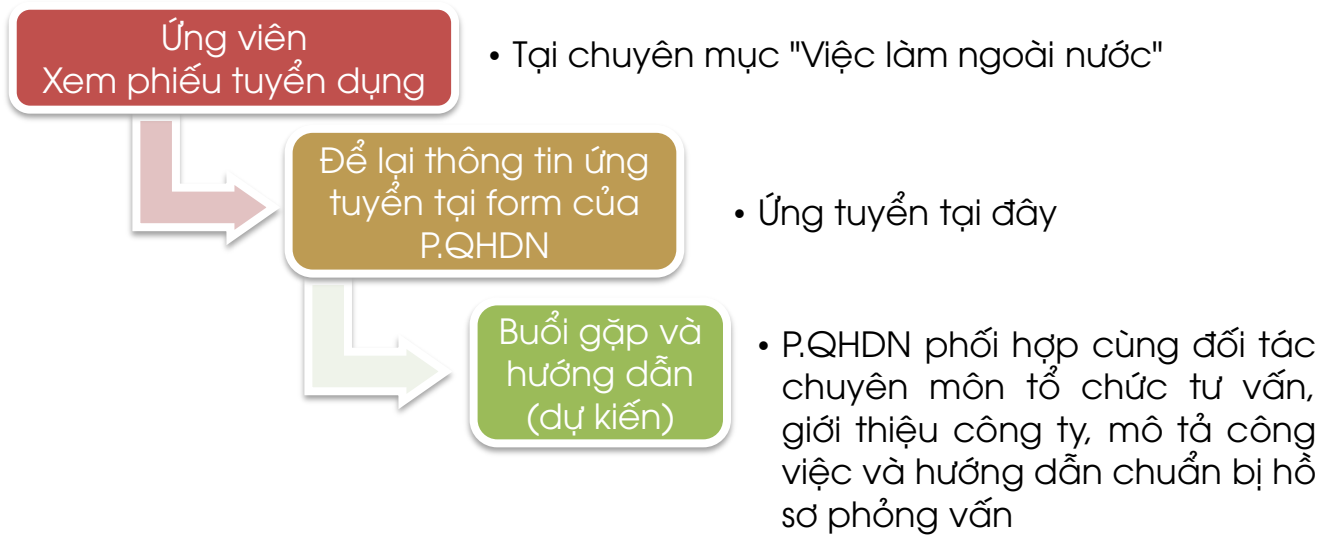 Ứng viên
Xem phiếu tuyển dụng
• Tại chuyên mục "Việc làm ngoài nước"
Để lại thông tin ứng
tuyển tại form của
P.QHDN
• Ứng tuyển tại đây
Buổi gặp và
hướng dẫn
(dự kiến)
• P.QHDN phối hợp cùng đối tác
chuyên môn tổ chức tư vấn,
giới thiệu công ty, mô tả công
việc và hướng dẫn chuẩn bị hồ
sơ phỏng vấn